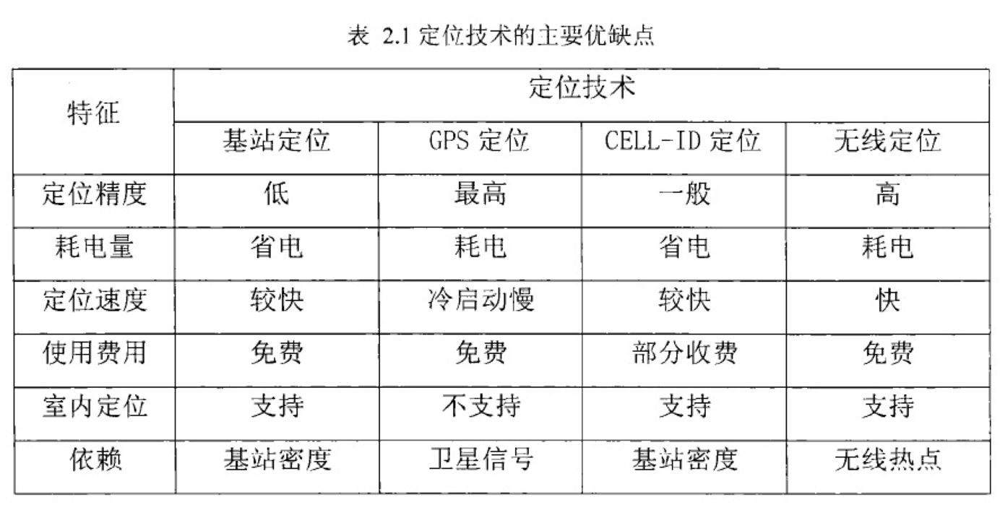 表 2.1 定位技术的主要优缺点
特征 定位技术
基站定位 GPS 定位 CELL-ID 定位 无线定位
定位精度 低 最高 一般 高
耗电量 省电 耗电 省电 耗电
定位速度 较快 冷启动慢 较快 快
使用费用 免费 免费 部分收费 免费
室内定位 支持 不支持 支持 支持
依赖 基站密度 卫星信号 基站密度 无线热点